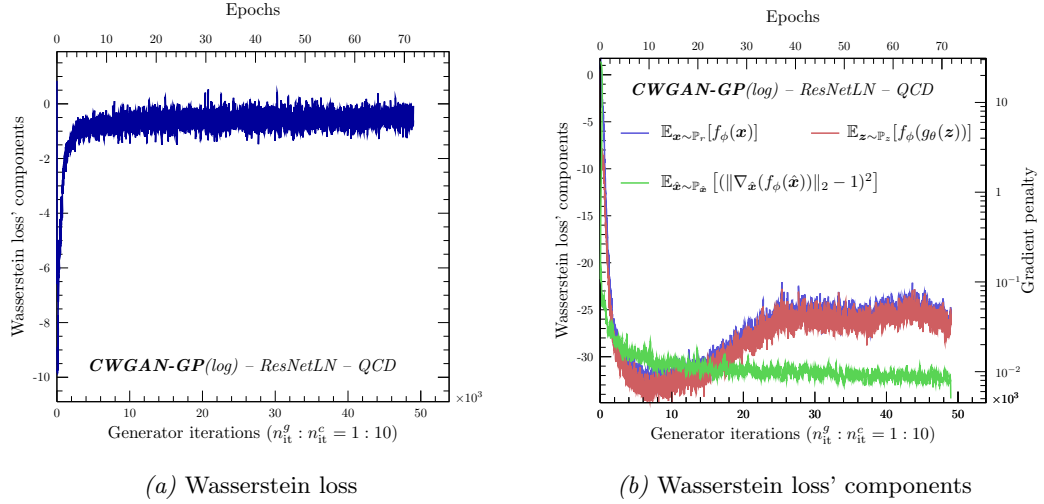 Epochs
0 10 20 30 40 50 60 70
0
-2
-4
-6
-8
-10
Wasserstein loss' components
CWGAN-GP(log) – ResNetLN – QCD
0 10 20 30 40 50
×10³
Generator iterations (n_it^g : n_it^c = 1 : 10)
(a) Wasserstein loss
Epochs
0 10 20 30 40 50 60 70
0
-5
-10
-15
-20
-25
-30
Wasserstein loss' components
CWGAN-GP(log) – ResNetLN – QCD
𝔼_{x∼ℙ_r}[f_ϕ(x)]
𝔼_{z∼ℙ_z}[f_ϕ(g_θ(z))]
𝔼_{x̂∼ℙ_x̂} [(‖∇_x̂(f_ϕ(x̂))‖₂ − 1)²]
10
1
10⁻¹
10⁻²
Gradient penalty
0 10 20 30 40 50
×10³
Generator iterations (n_it^g : n_it^c = 1 : 10)
(b) Wasserstein loss' components